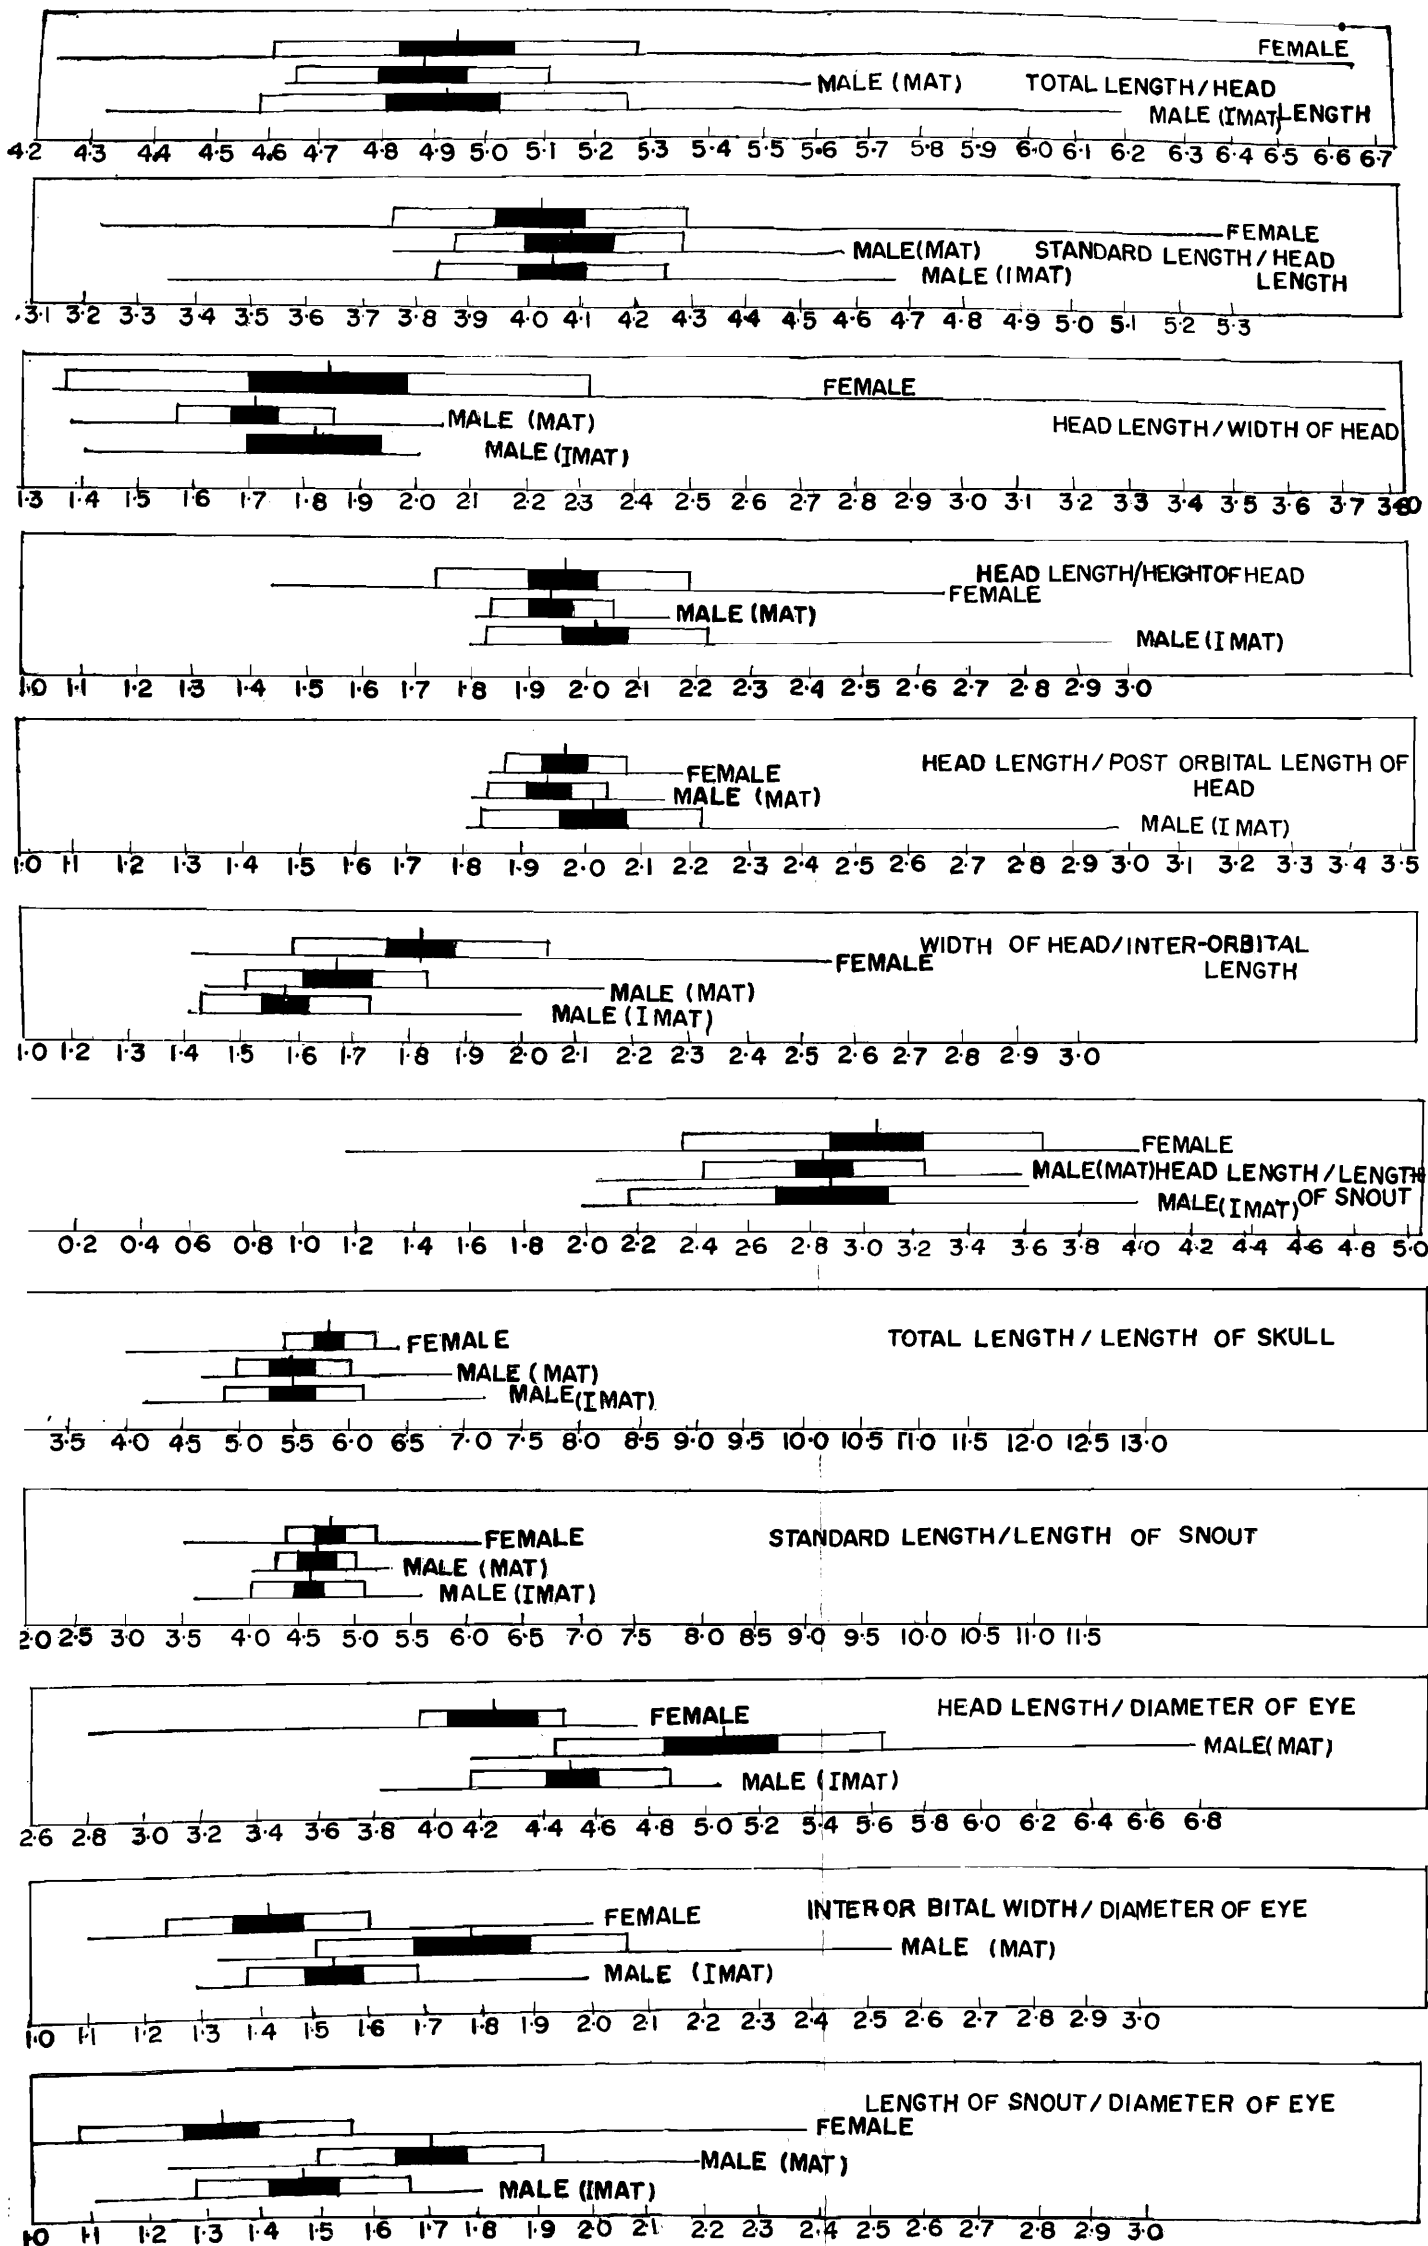 FEMALE
MALE (MAT) TOTAL LENGTH/HEAD
MALE (IMAT) LENGTH
4.2 4.3 4.4 4.5 4.6 4.7 4.8 4.9 5.0 5.1 5.2 5.3 5.4 5.5 5.6 5.7 5.8 5.9 6.0 6.1 6.2 6.3 6.4 6.5 6.6 6.7
FEMALE
MALE(MAT) STANDARD LENGTH/HEAD
MALE (IMAT) LENGTH
3.1 3.2 3.3 3.4 3.5 3.6 3.7 3.8 3.9 4.0 4.1 4.2 4.3 4.4 4.5 4.6 4.7 4.8 4.9 5.0 5.1 5.2 5.3
FEMALE
MALE (MAT) HEAD LENGTH/WIDTH OF HEAD
MALE (IMAT)
1.3 1.4 1.6 1.7 1.8 1.9 2.0 2.1 2.2 2.3 2.4 2.5 2.8 2.9 3.0 3.1 3.2 3.3 3.4 3.5 3.6 3.7
HEAD LENGTH/HEIGHT OF HEAD
FEMALE
MALE (MAT)
MALE (IMAT)
1.0 1.1 1.2 1.3 1.4 1.5 1.6 1.7 1.8 1.9 2.0 2.1 2.2 2.3 2.4 2.5 2.6 2.7 2.8 2.9 3.0
HEAD LENGTH/POST ORBITAL LENGTH OF
FEMALE
HEAD
MALE (MAT)
MALE (IMAT)
1.0 1.1 1.2 1.3 1.4 1.5 1.6 1.7 1.8 1.9 2.0 2.1 2.2 2.3 2.4 2.5 2.6 2.7 2.8 2.9 3.0 3.1 3.2 3.3 3.4 3.5
WIDTH OF HEAD/INTER-ORBITAL
FEMALE
LENGTH
MALE (MAT)
MALE (IMAT)
1.0 1.2 1.3 1.4 1.5 1.6 1.7 1.8 1.9 2.0 2.1 2.2 2.3 2.4 2.5 2.6 2.7 2.8 2.9 3.0
FEMALE
MALE(MAT) HEAD LENGTH/LENGTH
MALE(IMAT) OF SNOUT
0.2 0.4 0.6 0.8 1.0 1.2 1.4 1.6 1.8 2.0 2.2 2.4 2.6 2.8 3.0 3.2 3.4 3.6 3.8 4.0 4.2 4.4 4.6 4.8 5.0
FEMALE TOTAL LENGTH / LENGTH OF SKULL
MALE (MAT)
MALE(IMAT)
3.5 4.0 4.5 5.0 5.5 6.0 6.5 7.0 7.5 8.0 8.5 9.0 9.5 10.0 10.5 11.0 11.5 12.0 12.5 13.0
FEMALE STANDARD LENGTH/LENGTH OF SNOUT
MALE (MAT)
MALE (IMAT)
2.0 2.5 3.0 3.5 4.0 4.5 5.0 5.5 6.0 6.5 7.0 7.5 8.0 8.5 9.0 9.5 10.0 10.5 11.0 11.5
FEMALE HEAD LENGTH/DIAMETER OF EYE
MALE(MAT)
MALE (IMAT)
2.6 2.8 3.0 3.2 3.4 3.6 3.8 4.0 4.2 4.4 4.6 4.8 5.0 5.2 5.4 5.6 5.8 6.0 6.2 6.4 6.6 6.8
FEMALE INTEROR BITAL WIDTH/DIAMETER OF EYE
MALE (MAT)
MALE (IMAT)
1.0 1.1 1.2 1.3 1.4 1.5 1.6 1.7 1.8 1.9 2.0 2.1 2.2 2.3 2.4 2.5 2.6 2.7 2.8 2.9 3.0
LENGTH OF SNOUT/DIAMETER OF EYE
FEMALE
MALE (MAT)
MALE (IMAT)
1.0 1.1 1.2 1.3 1.4 1.5 1.6 1.7 1.8 1.9 2.0 2.1 2.2 2.3 2.4 2.5 2.6 2.7 2.8 2.9 3.0